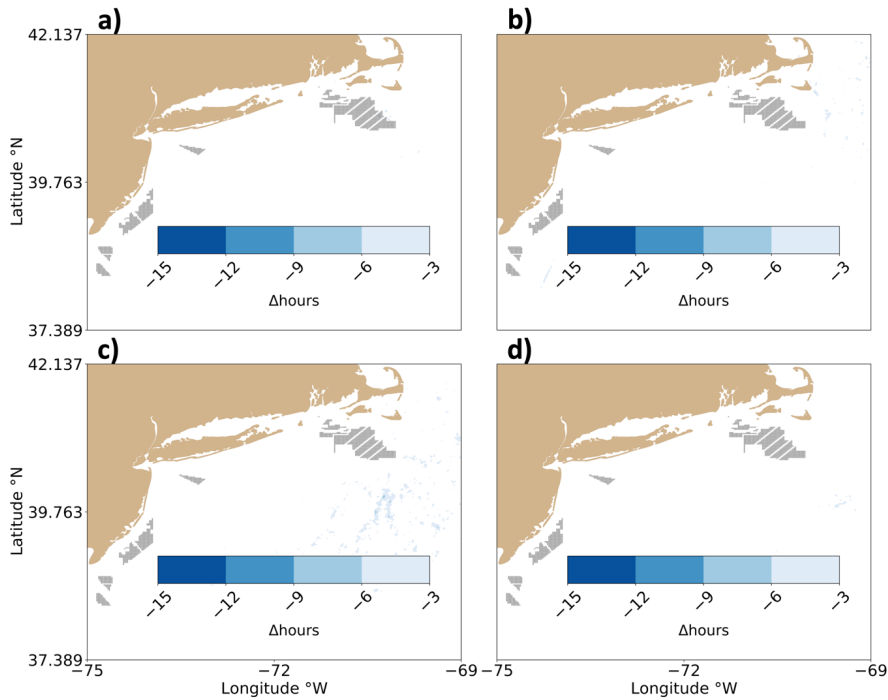 a)
b)
42.137
39.763
37.389
Latitude °N
−15
−12
−9
−6
−3
Δhours
−15
−12
−9
−6
−3
Δhours
c)
d)
42.137
39.763
37.389
Latitude °N
−15
−12
−9
−6
−3
Δhours
−15
−12
−9
−6
−3
Δhours
−75
−72
−69
Longitude °W
−75
−72
−69
Longitude °W